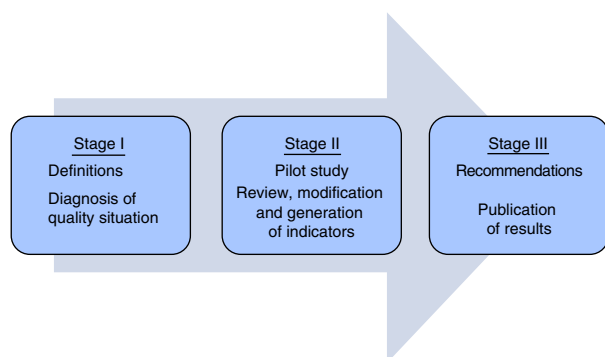 Stage I
Definitions
Diagnosis of
quality situation
Stage II
Pilot study
Review, modification
and generation
of indicators
Stage III
Recommendations
Publication
of results